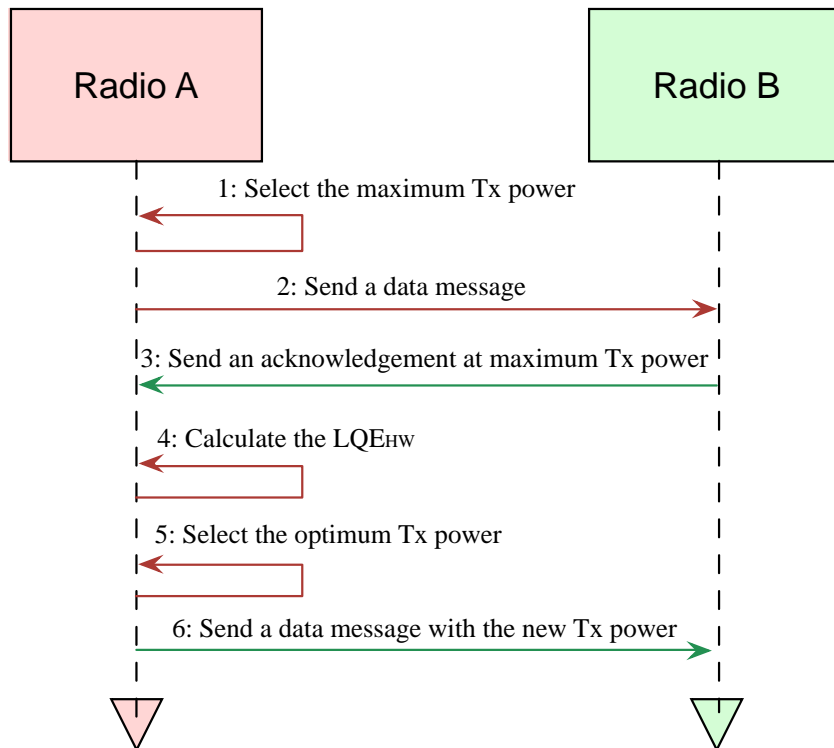 Radio A
Radio B
1: Select the maximum Tx power
2: Send a data message
3: Send an acknowledgement at maximum Tx power
4: Calculate the LQEHW
5: Select the optimum Tx power
6: Send a data message with the new Tx power